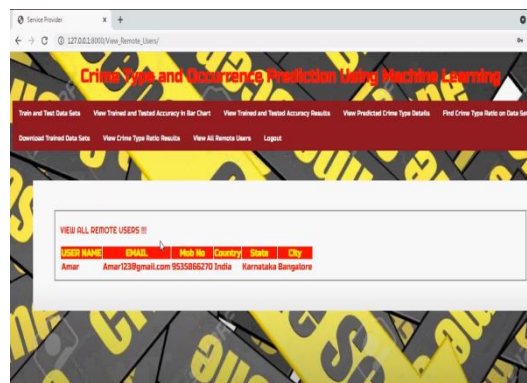 Service Provider
127.0.0.1:8000/View_Remote_Users/
Crime Type and Occurrence Prediction Using Machine Learning
Train and Test Data Sets View Trained and Tested Accuracy in Bar Chart View Trained and Tested Accuracy Results View Predicted Crime Type Details Find Crime Type Ratio on Data Set
Download Trained Data Sets View Crime Type Ratio Results View All Remote Users Logout
VIEW ALL REMOTE USERS !!!
USER NAME EMAIL Mob No Country State City
Amar Amar123@gmail.com 9535866270 India Karnataka Bangalore